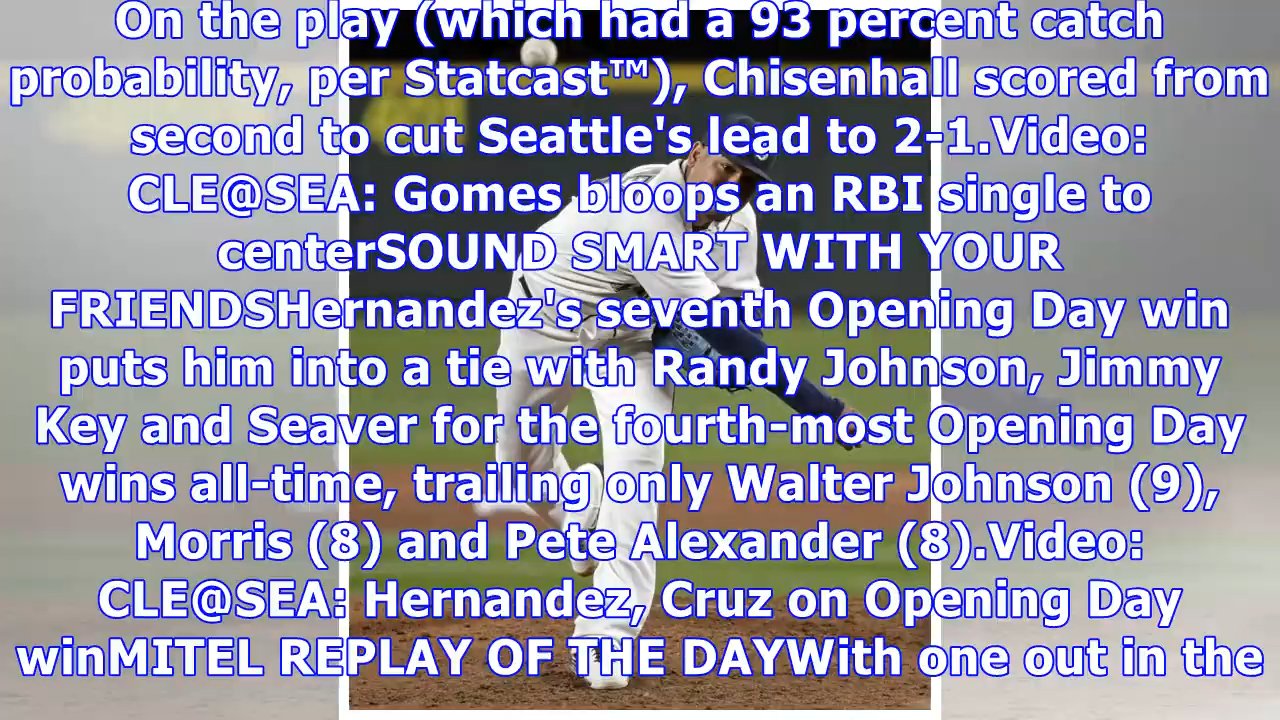 On the play (which had a 93 percent catch
probability, per Statcast™), Chisenhall scored from
second to cut Seattle's lead to 2-1.Video:
CLE@SEA: Gomes bloops an RBI single to
centerSOUND SMART WITH YOUR
FRIENDSHernandez's seventh Opening Day win
puts him into a tie with Randy Johnson, Jimmy
Key and Seaver for the fourth-most Opening Day
wins all-time, trailing only Walter Johnson (9),
Morris (8) and Pete Alexander (8).Video:
CLE@SEA: Hernandez, Cruz on Opening Day
winMITEL REPLAY OF THE DAYWith one out in the